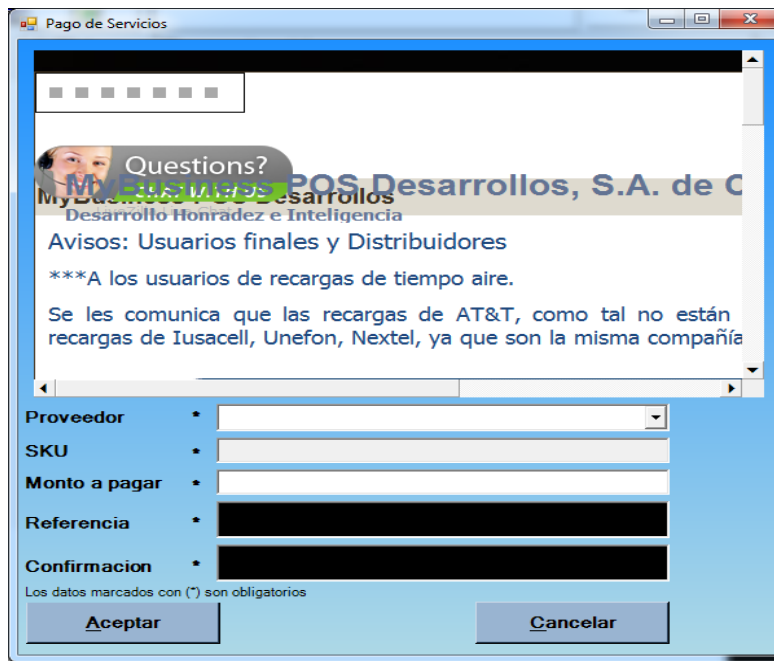 Pago de Servicios
Questions?
MyBusiness POS Desarrollos, S.A. de C
MyBusiness POS Desarrollos
Desarrollo Honradez e Inteligencia
Avisos: Usuarios finales y Distribuidores
***A los usuarios de recargas de tiempo aire.
Se les comunica que las recargas de AT&T, como tal no están
recargas de Iusacell, Unefon, Nextel, ya que son la misma compañía
Proveedor *
SKU *
Monto a pagar *
Referencia *
Confirmacion *
Los datos marcados con (*) son obligatorios
Aceptar Cancelar